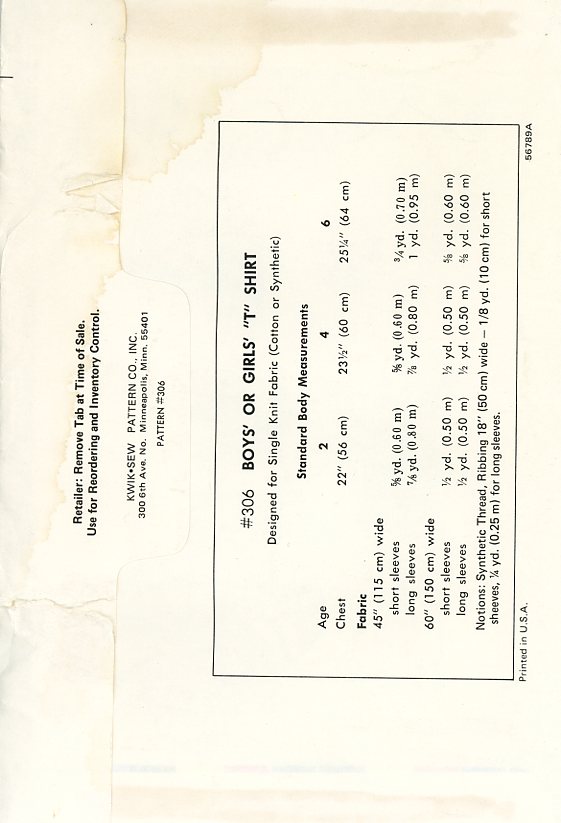 Retailer: Remove Tab at Time of Sale.
Use for Reordering and Inventory Control.
KWIK•SEW PATTERN CO., INC.
300 6th Ave. No. Minneapolis, Minn. 55401
PATTERN #306
#306 BOYS' OR GIRLS' "T" SHIRT
Designed for Single Knit Fabric (Cotton or Synthetic)
Standard Body Measurements
Age 2 4 6
Chest 22" (56 cm) 23½" (60 cm) 25¼" (64 cm)
Fabric
45" (115 cm) wide
short sleeves ⅝ yd. (0.60 m) ⅝ yd. (0.60 m) ¾ yd. (0.70 m)
long sleeves ⅞ yd. (0.80 m) ⅞ yd. (0.80 m) 1 yd. (0.95 m)
60" (150 cm) wide
short sleeves ½ yd. (0.50 m) ½ yd. (0.50 m) ⅝ yd. (0.60 m)
long sleeves ½ yd. (0.50 m) ½ yd. (0.50 m) ⅝ yd. (0.60 m)
Notions: Synthetic Thread, Ribbing 18" (50 cm) wide – 1/8 yd. (10 cm) for short
sheeves, ¼ yd. (0.25 m) for long sleeves.
Printed in U.S.A.
56789A